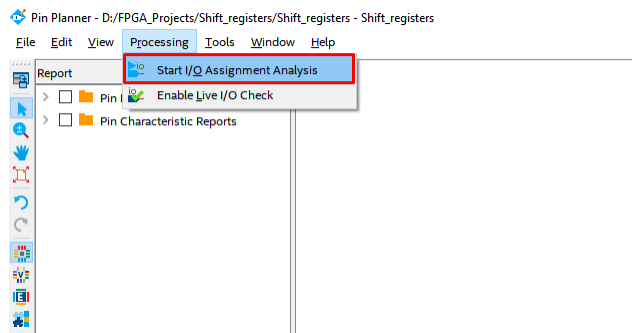 Pin Planner - D:/FPGA_Projects/Shift_registers/Shift_registers - Shift_registers
File Edit View Processing Tools Window Help
Report
Start I/O Assignment Analysis
Enable Live I/O Check
Pin
Pin Characteristic Reports